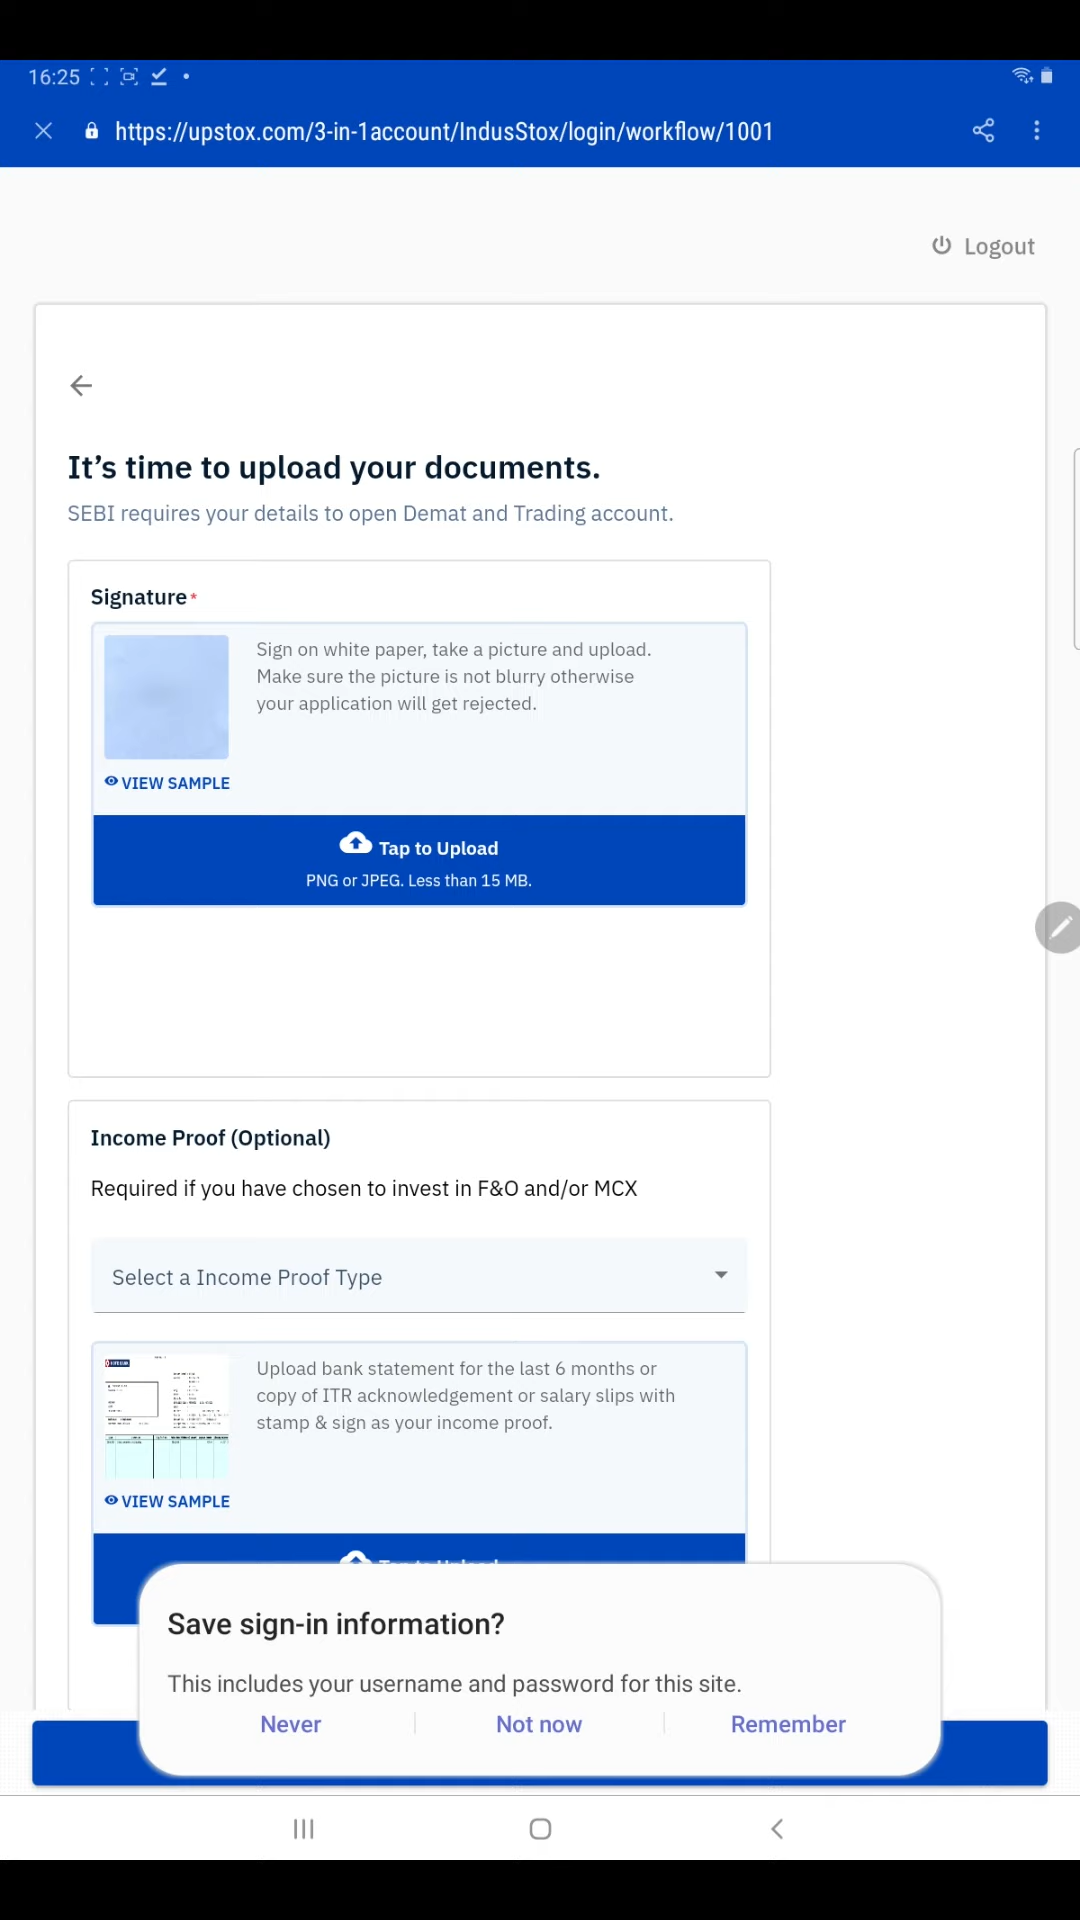 16:25
https://upstox.com/3-in-1account/IndusStox/login/workflow/1001
Logout
It’s time to upload your documents.
SEBI requires your details to open Demat and Trading account.
Signature*
Sign on white paper, take a picture and upload.
Make sure the picture is not blurry otherwise
your application will get rejected.
VIEW SAMPLE
Tap to Upload
PNG or JPEG. Less than 15 MB.
Income Proof (Optional)
Required if you have chosen to invest in F&O and/or MCX
Select a Income Proof Type
Upload bank statement for the last 6 months or
copy of ITR acknowledgement or salary slips with
stamp & sign as your income proof.
VIEW SAMPLE
Tap to Upload
Save sign-in information?
This includes your username and password for this site.
Never
Not now
Remember